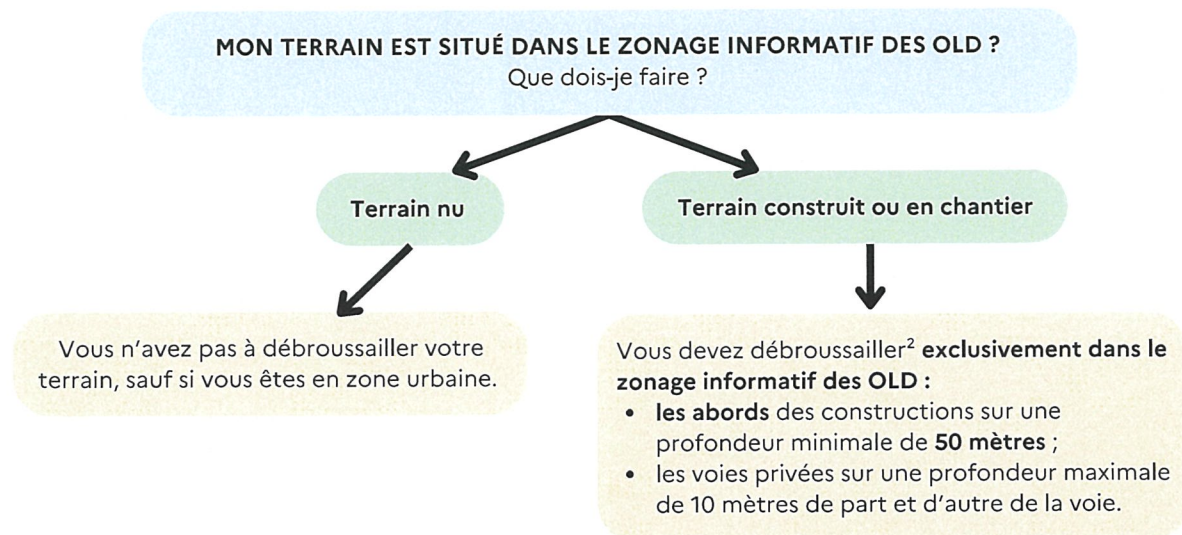 MON TERRAIN EST SITUÉ DANS LE ZONAGE INFORMATIF DES OLD ?
Que dois-je faire ?
Terrain nu
Terrain construit ou en chantier
Vous n'avez pas à débroussailler votre
terrain, sauf si vous êtes en zone urbaine.
Vous devez débroussailler² exclusivement dans le
zonage informatif des OLD :
• les abords des constructions sur une
profondeur minimale de 50 mètres ;
• les voies privées sur une profondeur maximale
de 10 mètres de part et d'autre de la voie.